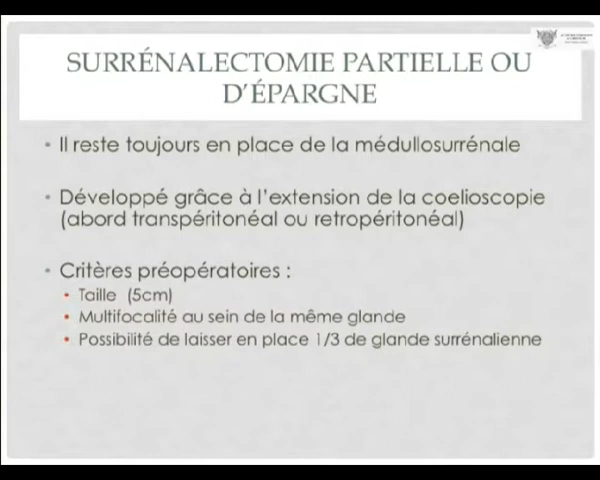 SURRÉNALECTOMIE PARTIELLE OU
D'ÉPARGNE
• Il reste toujours en place de la médullosurrénale
• Développé grâce à l'extension de la coelioscopie
(abord transpéritonéal ou retropéritonéal)
• Critères préopératoires :
• Taille (5cm)
• Multifocalité au sein de la même glande
• Possibilité de laisser en place 1/3 de glande surrénalienne